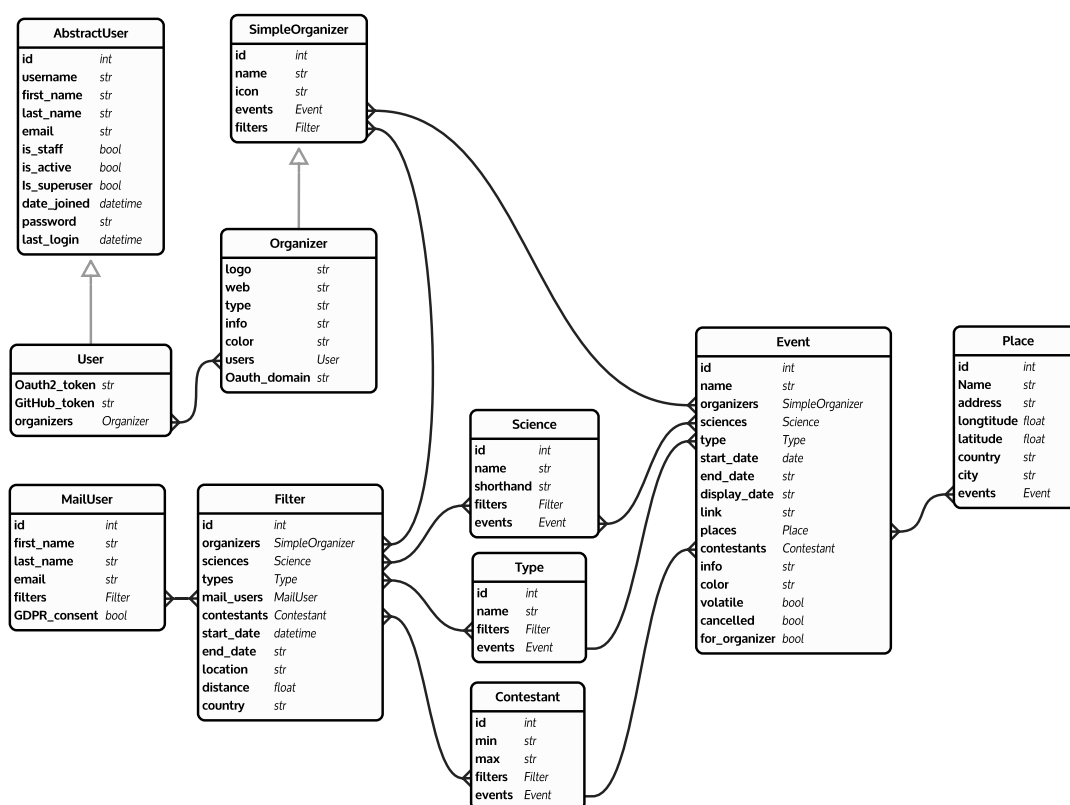 AbstractUser
id int
username str
first_name str
last_name str
email str
is_staff bool
is_active bool
Is_superuser bool
date_joined datetime
password str
last_login datetime
SimpleOrganizer
id int
name str
icon str
events Event
filters Filter
Organizer
logo str
web str
type str
info str
color str
users User
Oauth_domain str
User
Oauth2_token str
GitHub_token str
organizers Organizer
Event
id int
name str
organizers SimpleOrganizer
sciences Science
type Type
start_date date
end_date str
display_date str
link str
places Place
contestants Contestant
info str
color str
volatile bool
cancelled bool
for_organizer bool
Place
id int
Name str
address str
longtitude float
latitude float
country str
city str
events Event
Science
id int
name str
shorthand str
filters Filter
events Event
MailUser
id int
first_name str
last_name str
email str
filters Filter
GDPR_consent bool
Filter
id int
organizers SimpleOrganizer
sciences Science
types Type
mail_users MailUser
contestants Contestant
start_date datetime
end_date str
location str
distance float
country str
Type
id int
name str
filters Filter
events Event
Contestant
id int
min str
max str
filters Filter
events Event